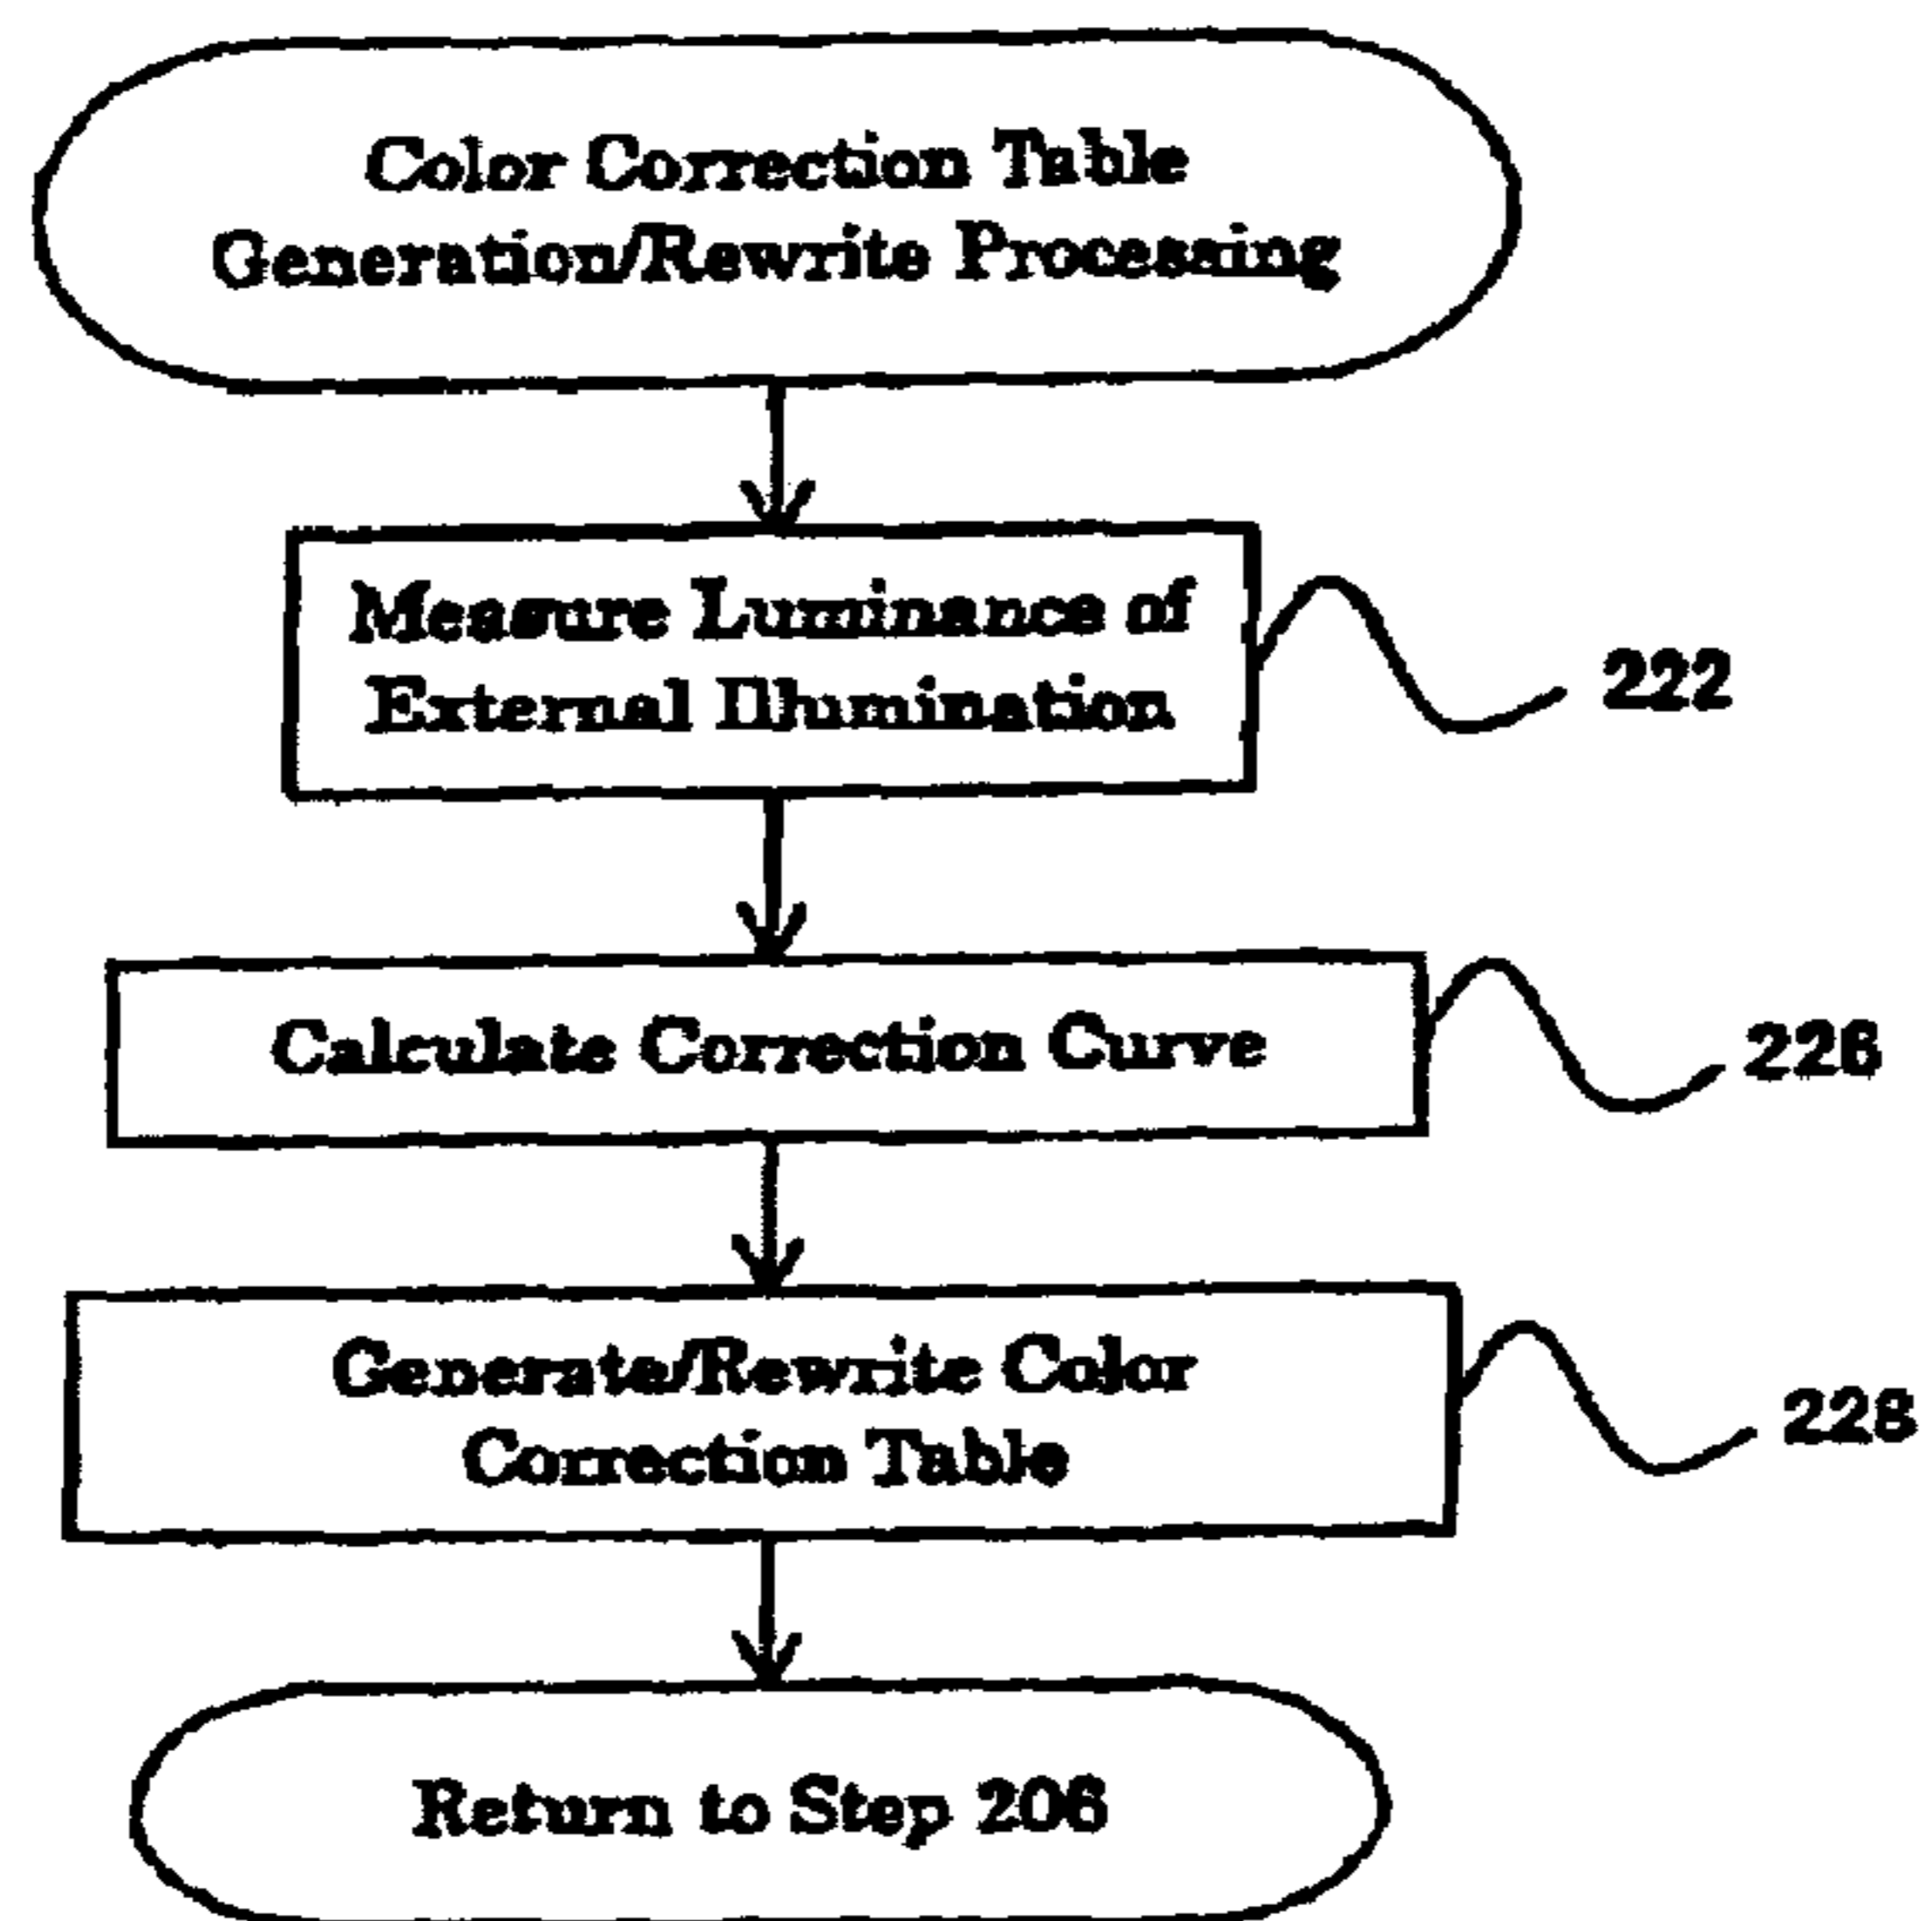 Color Correction Table
Generation/Rewrite Processing
Measure Luminance of
External Illumination
222
Calculate Correction Curve
226
Generate/Rewrite Color
Correction Table
228
Return to Step 206